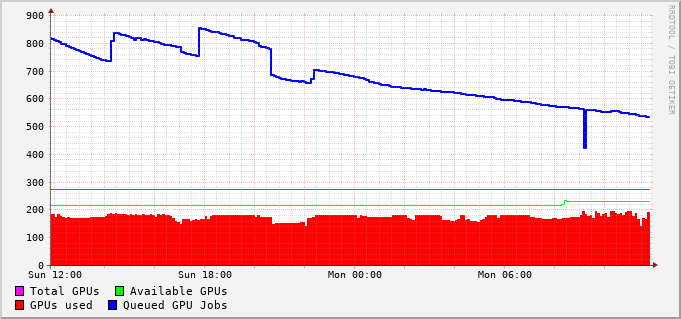 900
800
700
600
500
400
300
200
100
0
Sun 12:00 Sun 18:00 Mon 00:00 Mon 06:00
Total GPUs Available GPUs
GPUs used Queued GPU Jobs
RRDTOOL / TOBI OETIKER